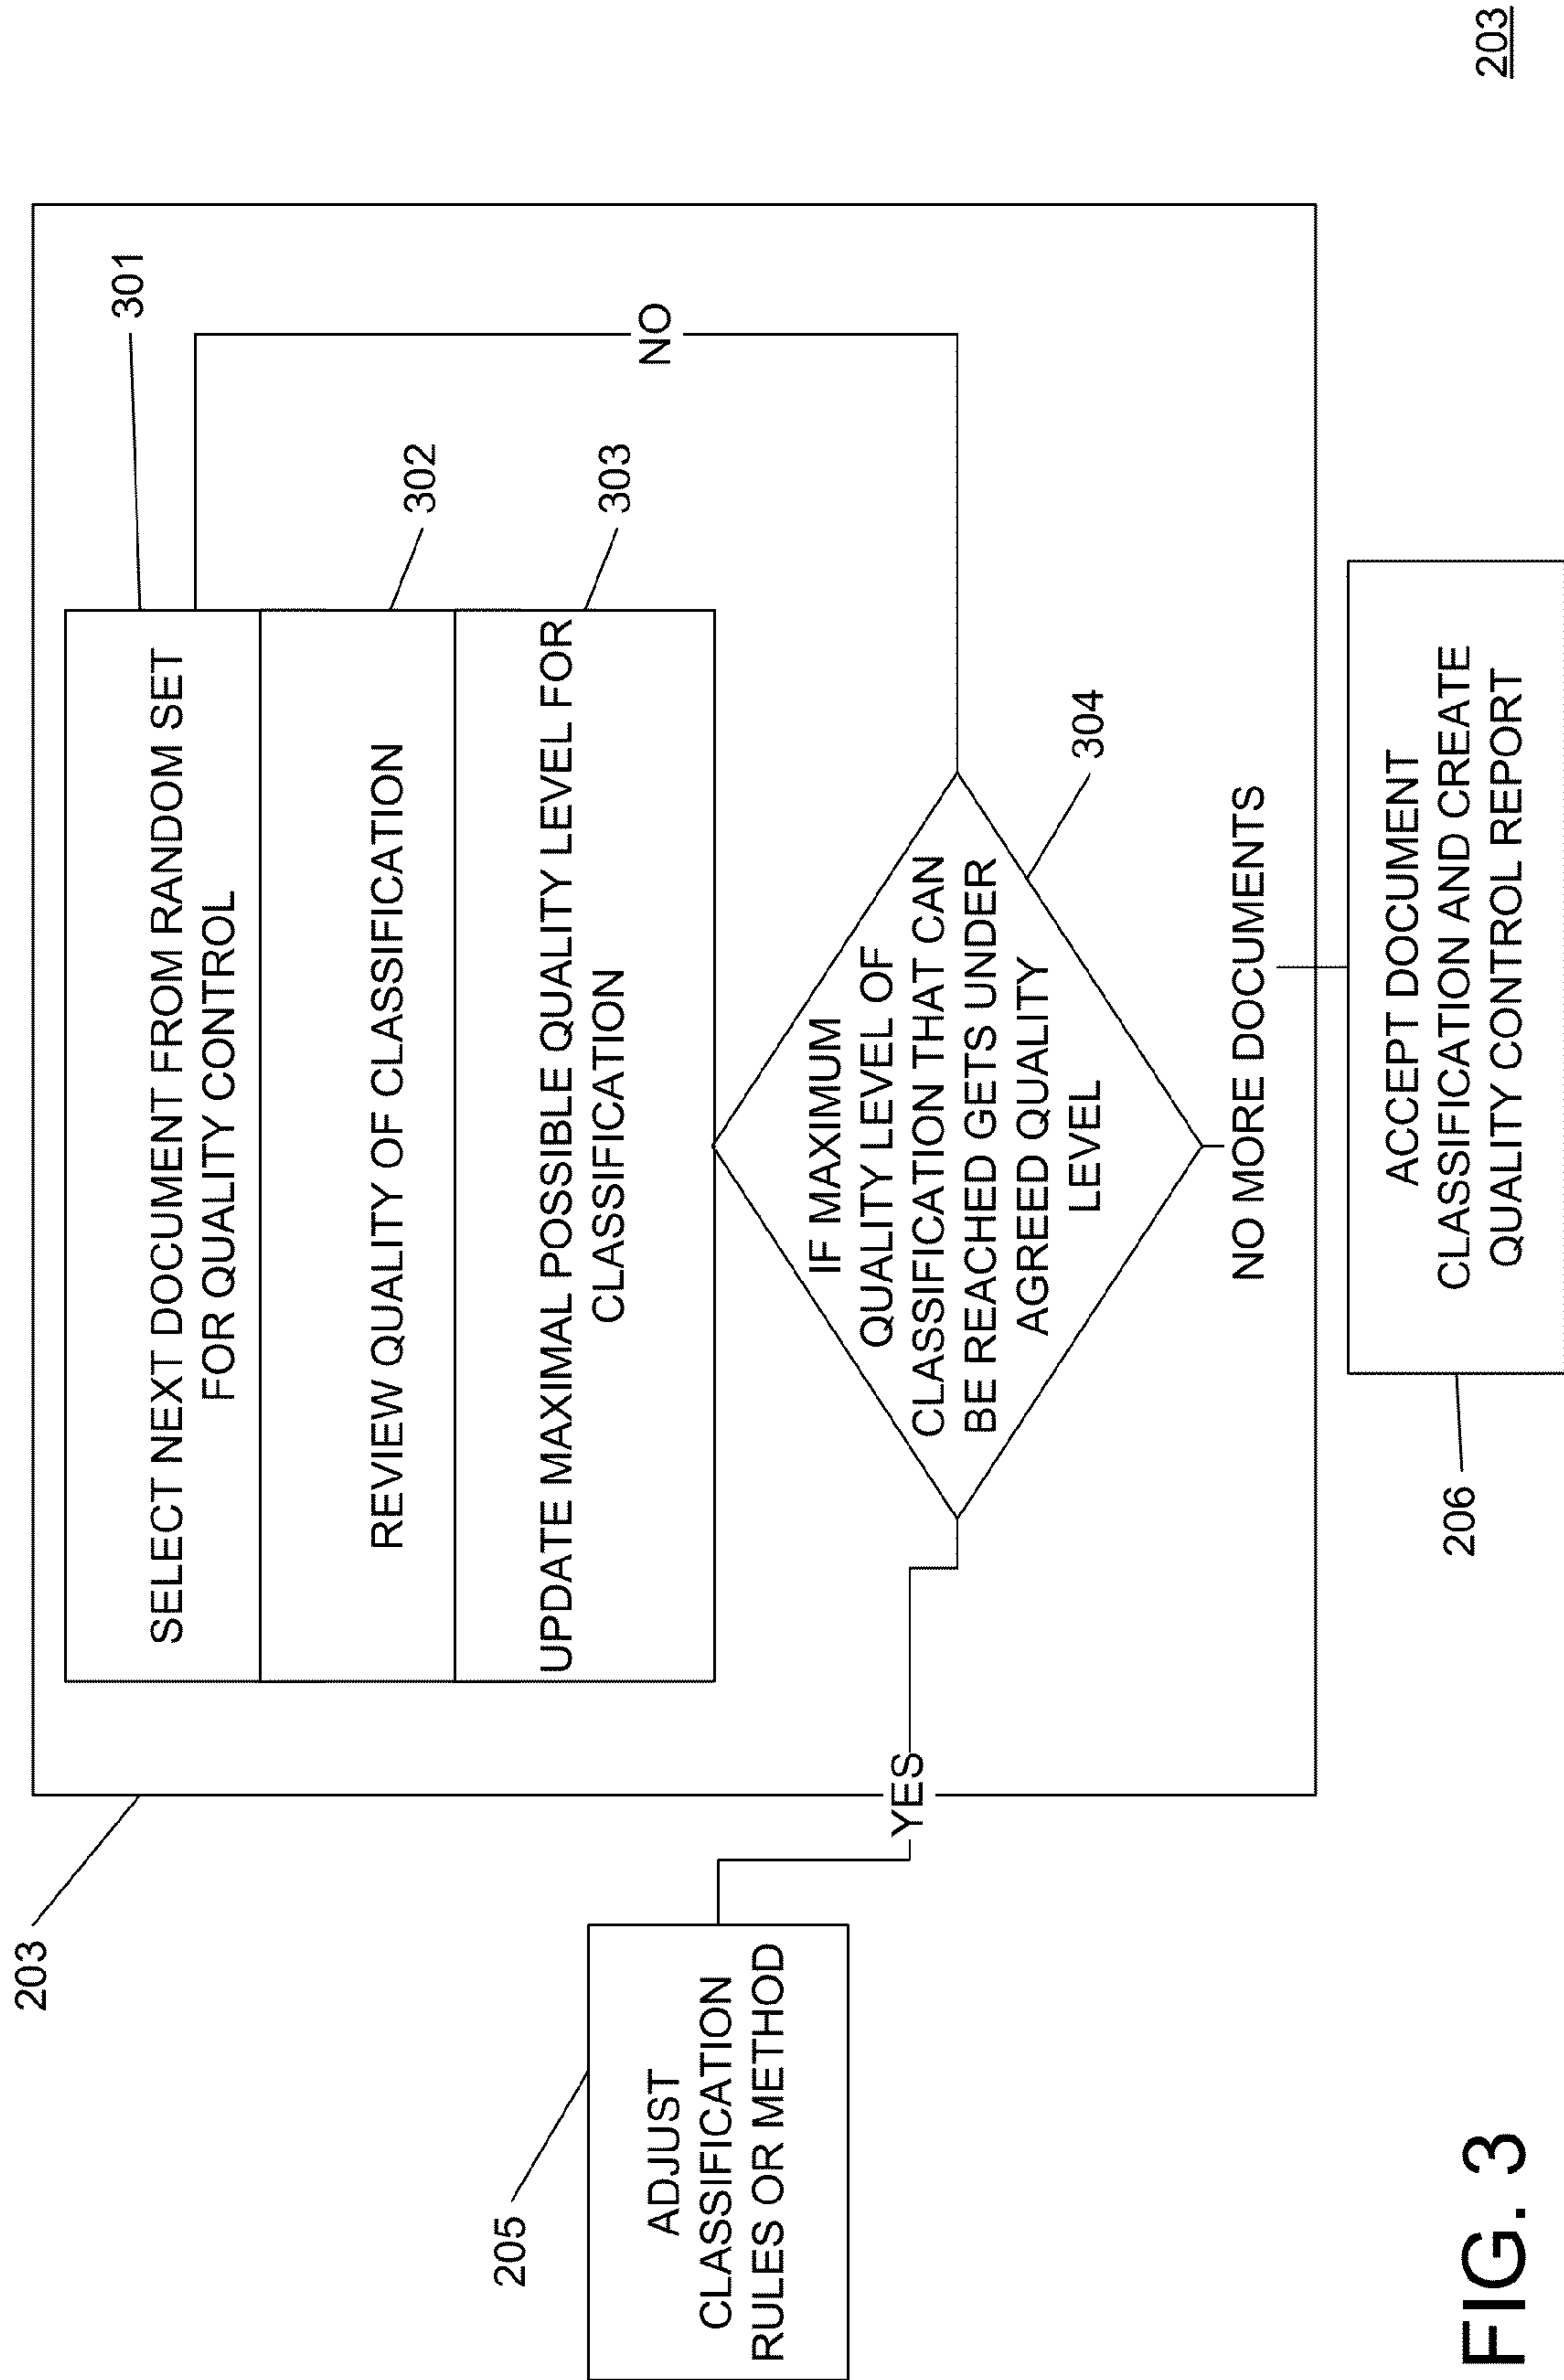 203
203
301
SELECT NEXT DOCUMENT FROM RANDOM SET
FOR QUALITY CONTROL
302
REVIEW QUALITY OF CLASSIFICATION
303
UPDATE MAXIMAL POSSIBLE QUALITY LEVEL FOR
CLASSIFICATION
NO
304
IF MAXIMUM
QUALITY LEVEL OF
CLASSIFICATION THAT CAN
BE REACHED GETS UNDER
AGREED QUALITY
LEVEL
YES
205
ADJUST
CLASSIFICATION
RULES OR METHOD
NO MORE DOCUMENTS
206
ACCEPT DOCUMENT
CLASSIFICATION AND CREATE
QUALITY CONTROL REPORT
FIG. 3